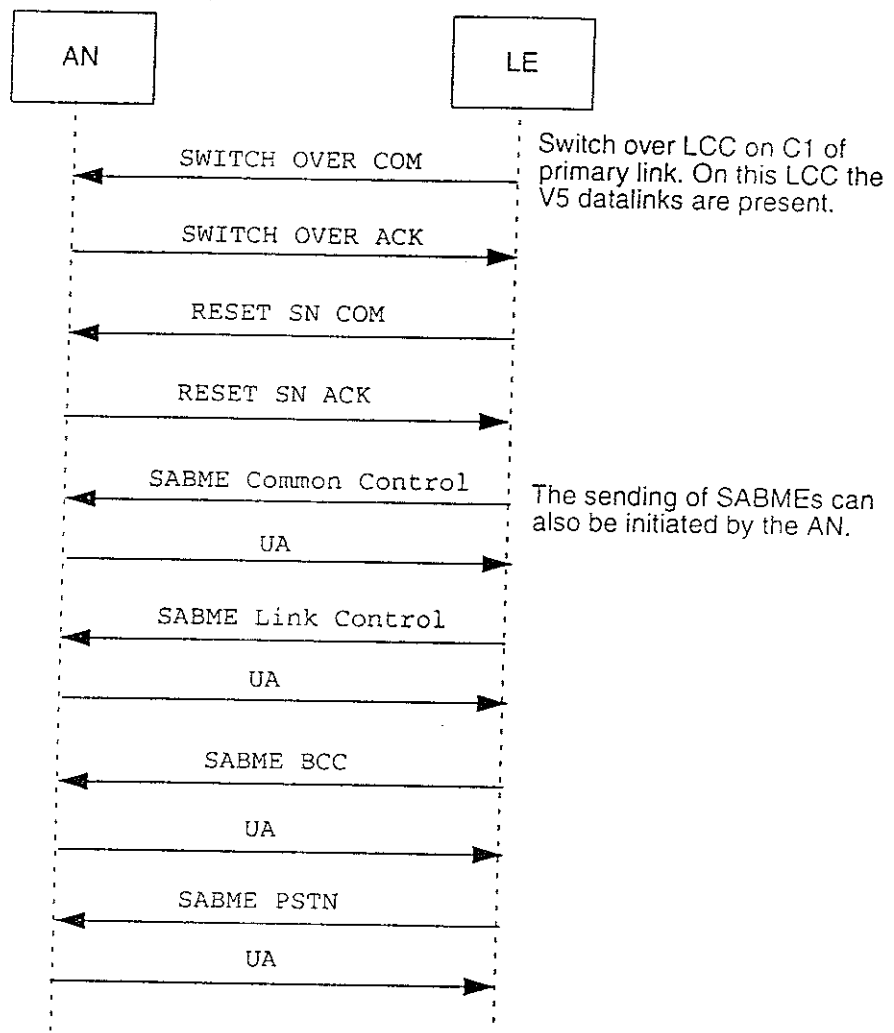 AN
LE
SWITCH OVER COM
Switch over LCC on C1 of
primary link. On this LCC the
V5 datalinks are present.
SWITCH OVER ACK
RESET SN COM
RESET SN ACK
SABME Common Control
The sending of SABMEs can
also be initiated by the AN.
UA
SABME Link Control
UA
SABME BCC
UA
SABME PSTN
UA